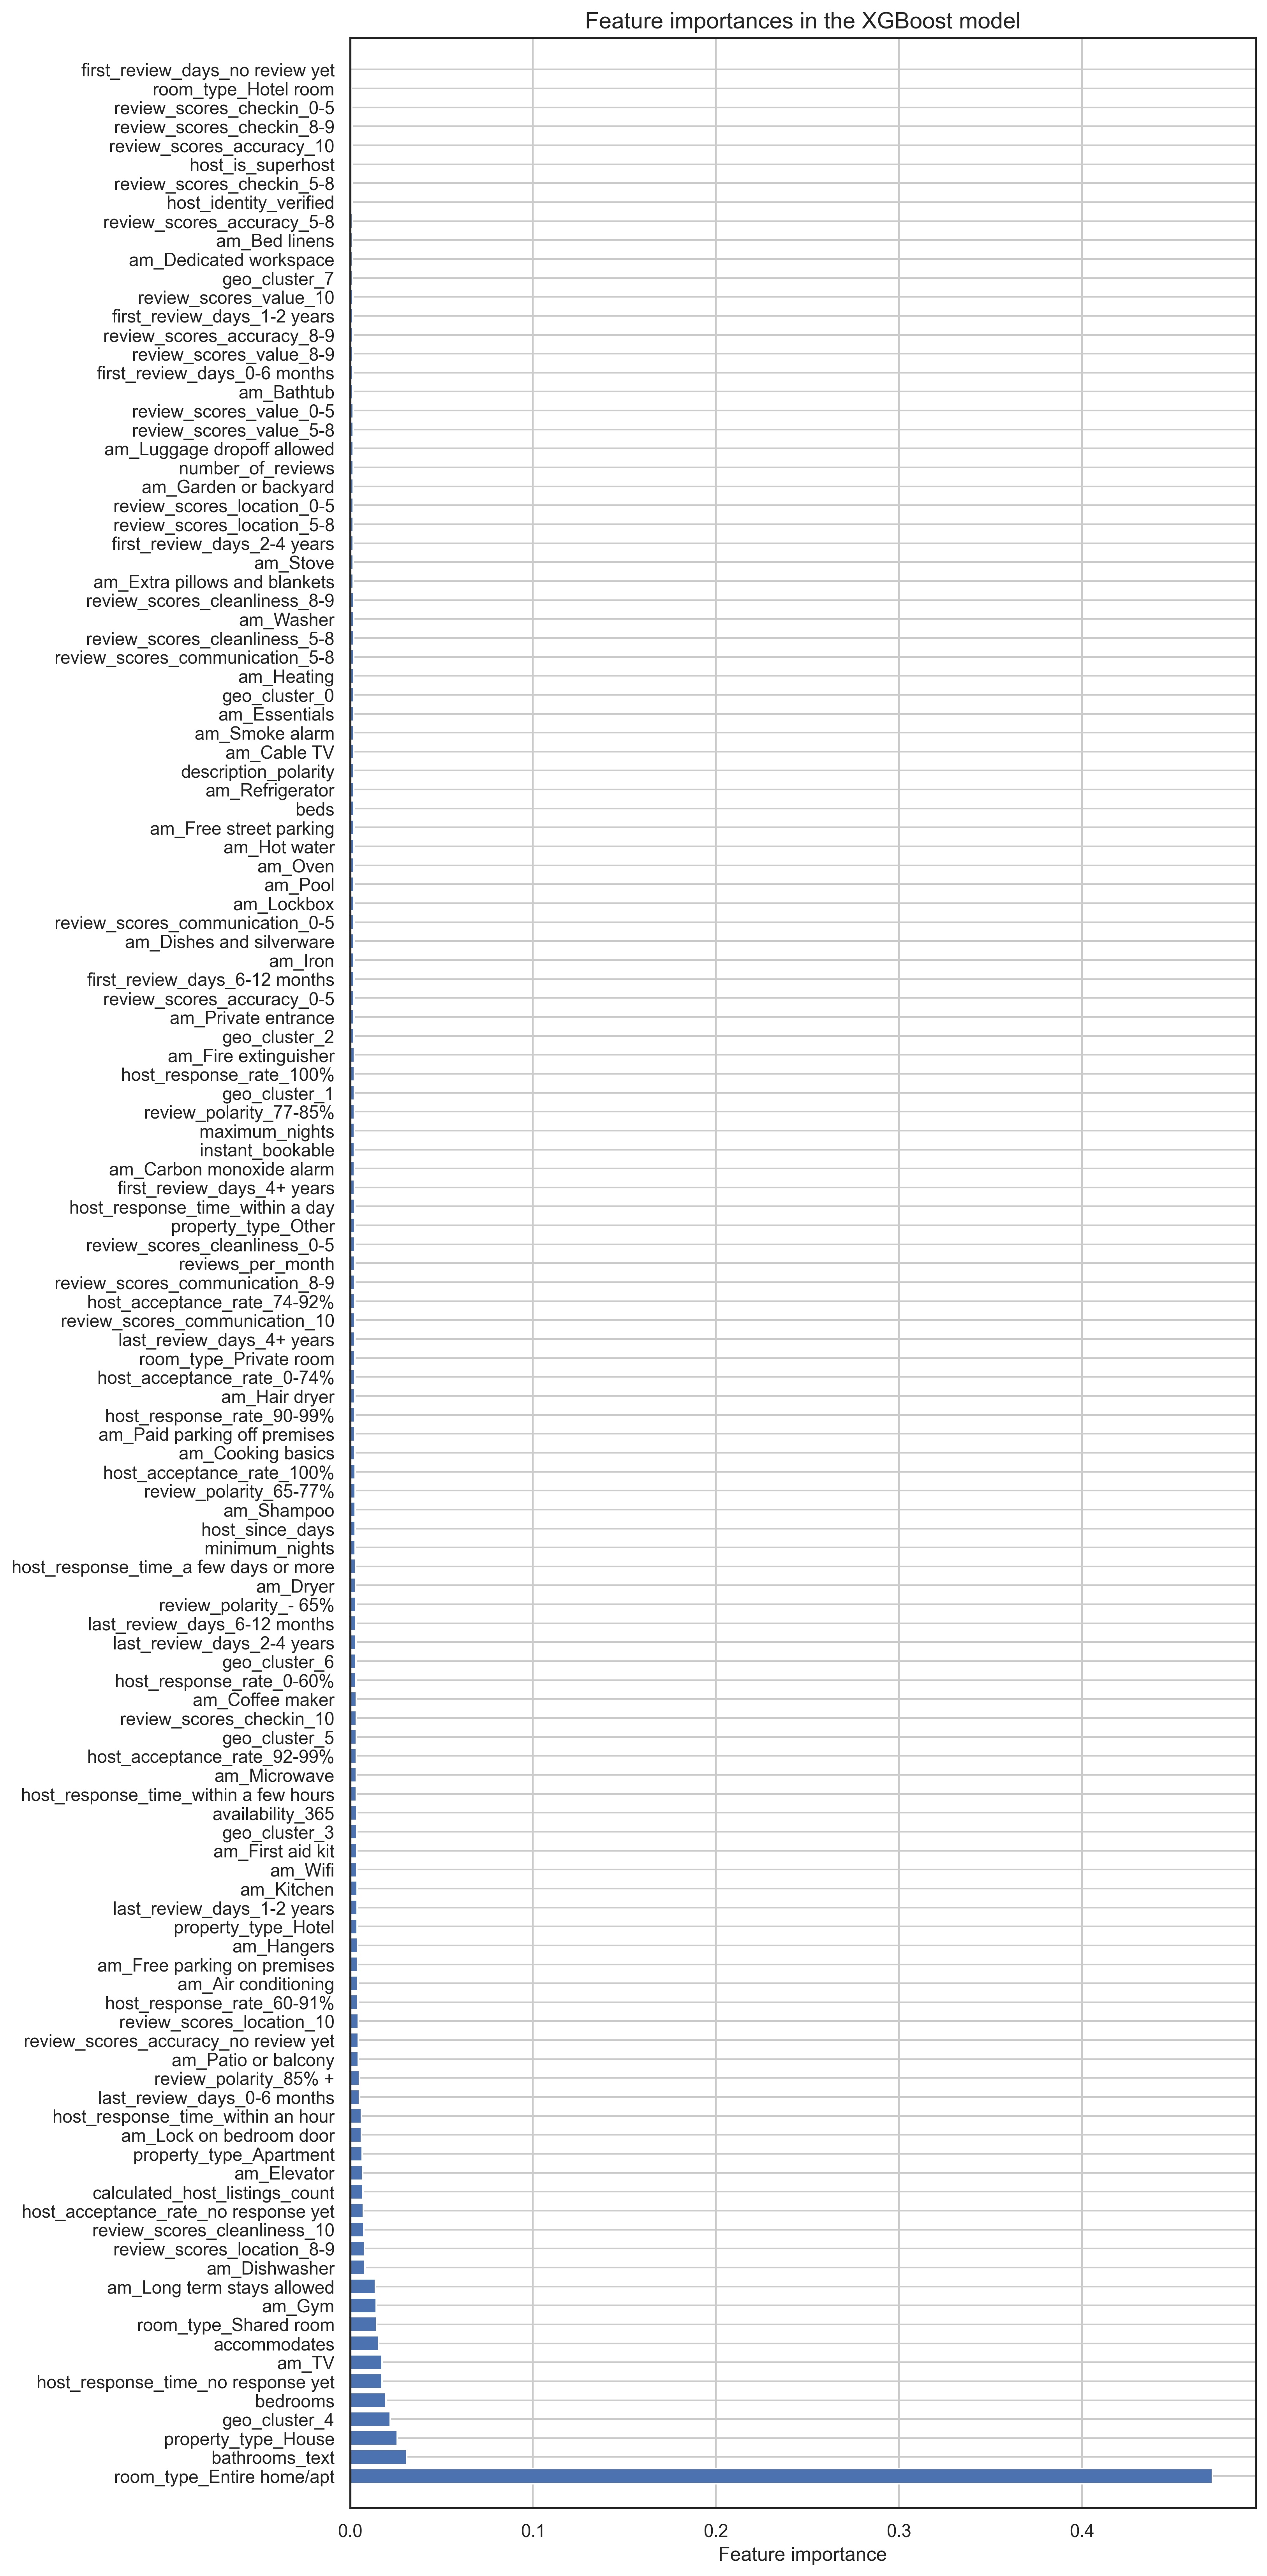 Feature importances in the XGBoost model
first_review_days_no review yet
room_type_Hotel room
review_scores_checkin_0-5
review_scores_checkin_8-9
review_scores_accuracy_10
host_is_superhost
review_scores_checkin_5-8
host_identity_verified
review_scores_accuracy_5-8
am_Bed linens
am_Dedicated workspace
geo_cluster_7
review_scores_value_10
first_review_days_1-2 years
review_scores_accuracy_8-9
review_scores_value_8-9
first_review_days_0-6 months
am_Bathtub
review_scores_value_0-5
review_scores_value_5-8
am_Luggage dropoff allowed
number_of_reviews
am_Garden or backyard
review_scores_location_0-5
review_scores_location_5-8
first_review_days_2-4 years
am_Stove
am_Extra pillows and blankets
review_scores_cleanliness_8-9
am_Washer
review_scores_cleanliness_5-8
review_scores_communication_5-8
am_Heating
geo_cluster_0
am_Essentials
am_Smoke alarm
am_Cable TV
description_polarity
am_Refrigerator
beds
am_Free street parking
am_Hot water
am_Oven
am_Pool
am_Lockbox
review_scores_communication_0-5
am_Dishes and silverware
am_Iron
first_review_days_6-12 months
review_scores_accuracy_0-5
am_Private entrance
geo_cluster_2
am_Fire extinguisher
host_response_rate_100%
geo_cluster_1
review_polarity_77-85%
maximum_nights
instant_bookable
am_Carbon monoxide alarm
first_review_days_4+ years
host_response_time_within a day
property_type_Other
review_scores_cleanliness_0-5
reviews_per_month
review_scores_communication_8-9
host_acceptance_rate_74-92%
review_scores_communication_10
last_review_days_4+ years
room_type_Private room
host_acceptance_rate_0-74%
am_Hair dryer
host_response_rate_90-99%
am_Paid parking off premises
am_Cooking basics
host_acceptance_rate_100%
review_polarity_65-77%
am_Shampoo
host_since_days
minimum_nights
host_response_time_a few days or more
am_Dryer
review_polarity_- 65%
last_review_days_6-12 months
last_review_days_2-4 years
geo_cluster_6
host_response_rate_0-60%
am_Coffee maker
review_scores_checkin_10
geo_cluster_5
host_acceptance_rate_92-99%
am_Microwave
host_response_time_within a few hours
availability_365
geo_cluster_3
am_First aid kit
am_Wifi
am_Kitchen
last_review_days_1-2 years
property_type_Hotel
am_Hangers
am_Free parking on premises
am_Air conditioning
host_response_rate_60-91%
review_scores_location_10
review_scores_accuracy_no review yet
am_Patio or balcony
review_polarity_85% +
last_review_days_0-6 months
host_response_time_within an hour
am_Lock on bedroom door
property_type_Apartment
am_Elevator
calculated_host_listings_count
host_acceptance_rate_no response yet
review_scores_cleanliness_10
review_scores_location_8-9
am_Dishwasher
am_Long term stays allowed
am_Gym
room_type_Shared room
accommodates
am_TV
host_response_time_no response yet
bedrooms
geo_cluster_4
property_type_House
bathrooms_text
room_type_Entire home/apt
0.0 0.1 0.2 0.3 0.4
Feature importance